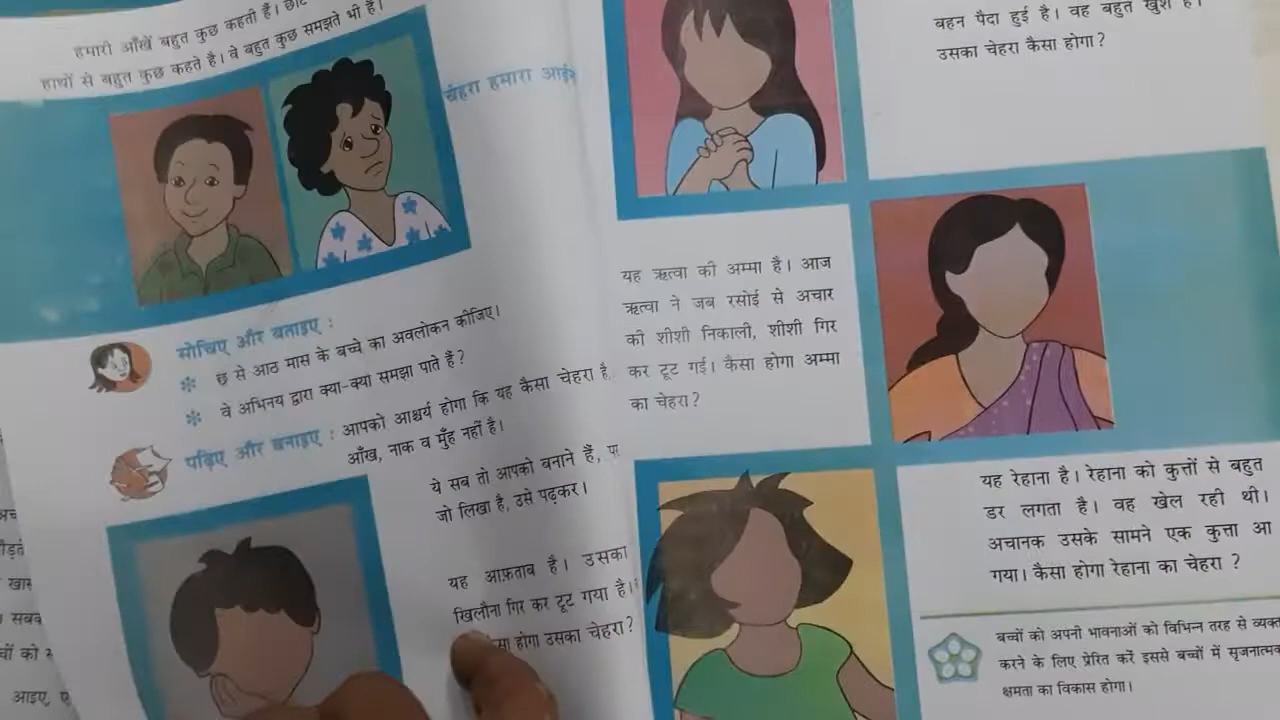 हमारी आँखें बहुत कुछ कहती हैं। छोटे
हाथों से बहुत कुछ कहते हैं। वे बहुत कुछ समझते भी हैं।
चेहरा हमारा आईना
सोचिए और बताइए :
छ से आठ मास के बच्चे का अवलोकन कीजिए।
वे अभिनय द्वारा क्या-क्या समझा पाते हैं?
पढ़िए और बनाइए : आपको आश्चर्य होगा कि यह कैसा चेहरा है,
आँख, नाक व मुँह नहीं है।
ये सब तो आपको बनाने हैं, पर
जो लिखा है, उसे पढ़कर।
यह आफ़ताब है। उसका
खिलौना गिर कर टूट गया है।
होगा उसका चेहरा?
बहन पैदा हुई है। वह बहुत खुश है।
उसका चेहरा कैसा होगा?
यह ऋत्वा की अम्मा है। आज
ऋत्वा ने जब रसोई से अचार
की शीशी निकाली, शीशी गिर
कर टूट गई। कैसा होगा अम्मा
का चेहरा?
यह रेहाना है। रेहाना को कुत्तों से बहुत
डर लगता है। वह खेल रही थी।
अचानक उसके सामने एक कुत्ता आ
गया। कैसा होगा रेहाना का चेहरा ?
बच्चों को अपनी भावनाओं को विभिन्न तरह से व्यक्त
करने के लिए प्रेरित करें इससे बच्चों में सृजनात्मक
क्षमता का विकास होगा।
आइए,